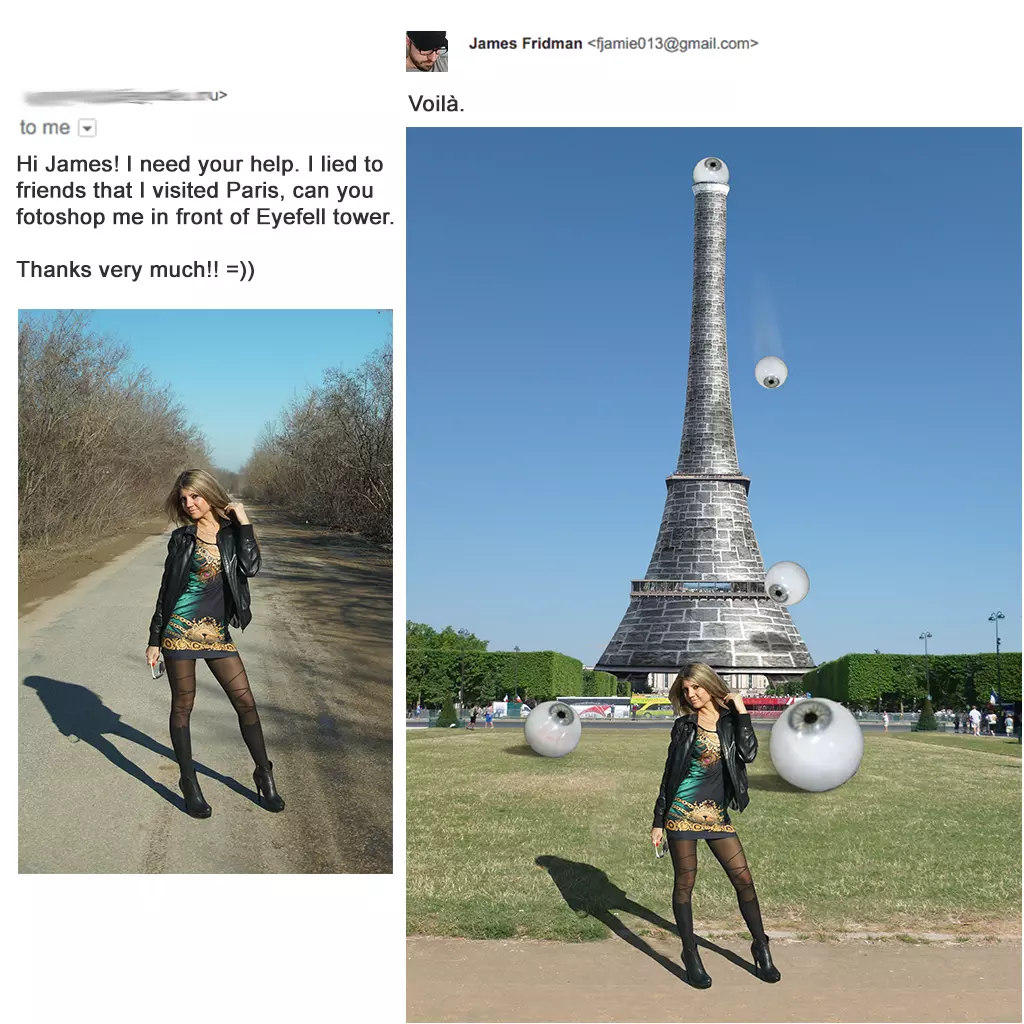 to me
Hi James! I need your help. I lied to
friends that I visited Paris, can you
fotoshop me in front of Eyefell tower.
Thanks very much!! =))
James Fridman <fjamie013@gmail.com>
Voilà.